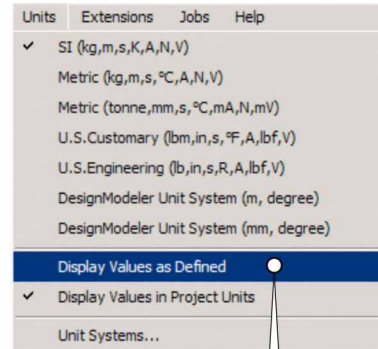 Units Extensions Jobs Help
✓ SI (kg,m,s,K,A,N,V)
Metric (kg,m,s,°C,A,N,V)
Metric (tonne,mm,s,°C,mA,N,mV)
U.S.Customary (lbm,in,s,°F,A,lbf,V)
U.S.Engineering (lb,in,s,R,A,lbf,V)
DesignModeler Unit System (m, degree)
DesignModeler Unit System (mm, degree)
Display Values as Defined
✓ Display Values in Project Units
Unit Systems...